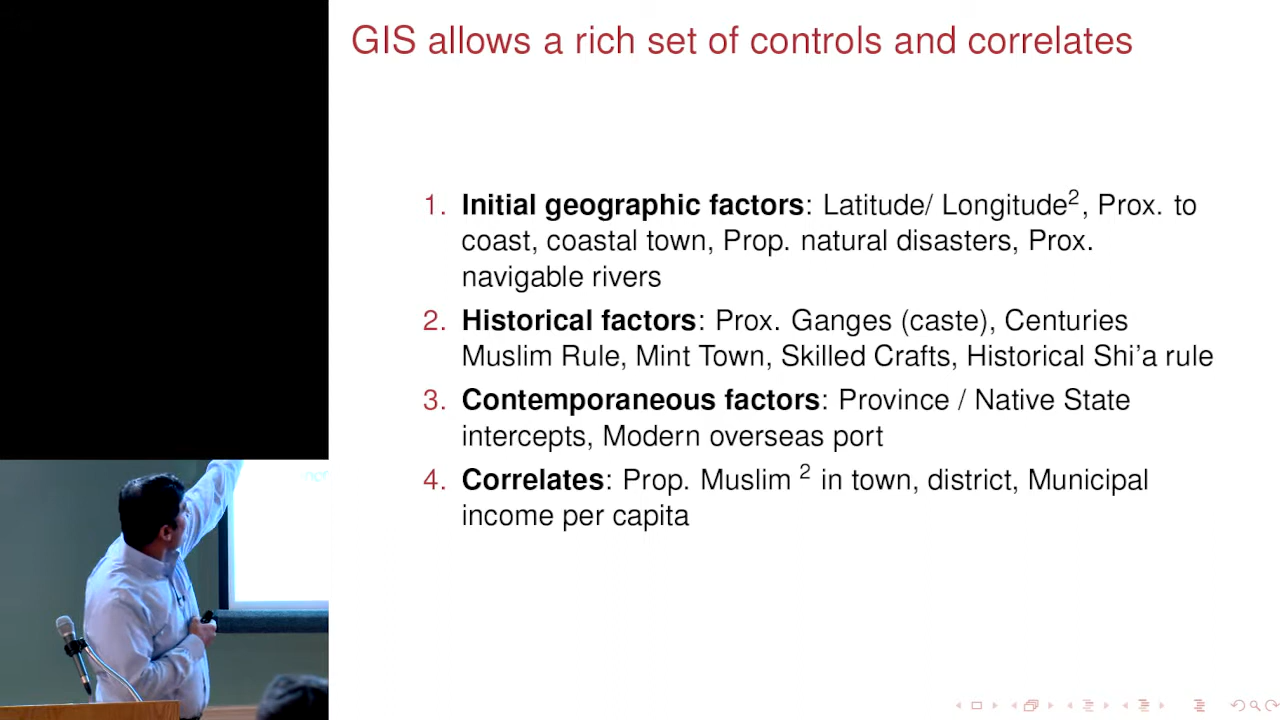 GIS allows a rich set of controls and correlates
1. Initial geographic factors: Latitude/ Longitude², Prox. to
coast, coastal town, Prop. natural disasters, Prox.
navigable rivers
2. Historical factors: Prox. Ganges (caste), Centuries
Muslim Rule, Mint Town, Skilled Crafts, Historical Shi'a rule
3. Contemporaneous factors: Province / Native State
intercepts, Modern overseas port
4. Correlates: Prop. Muslim ² in town, district, Municipal
income per capita